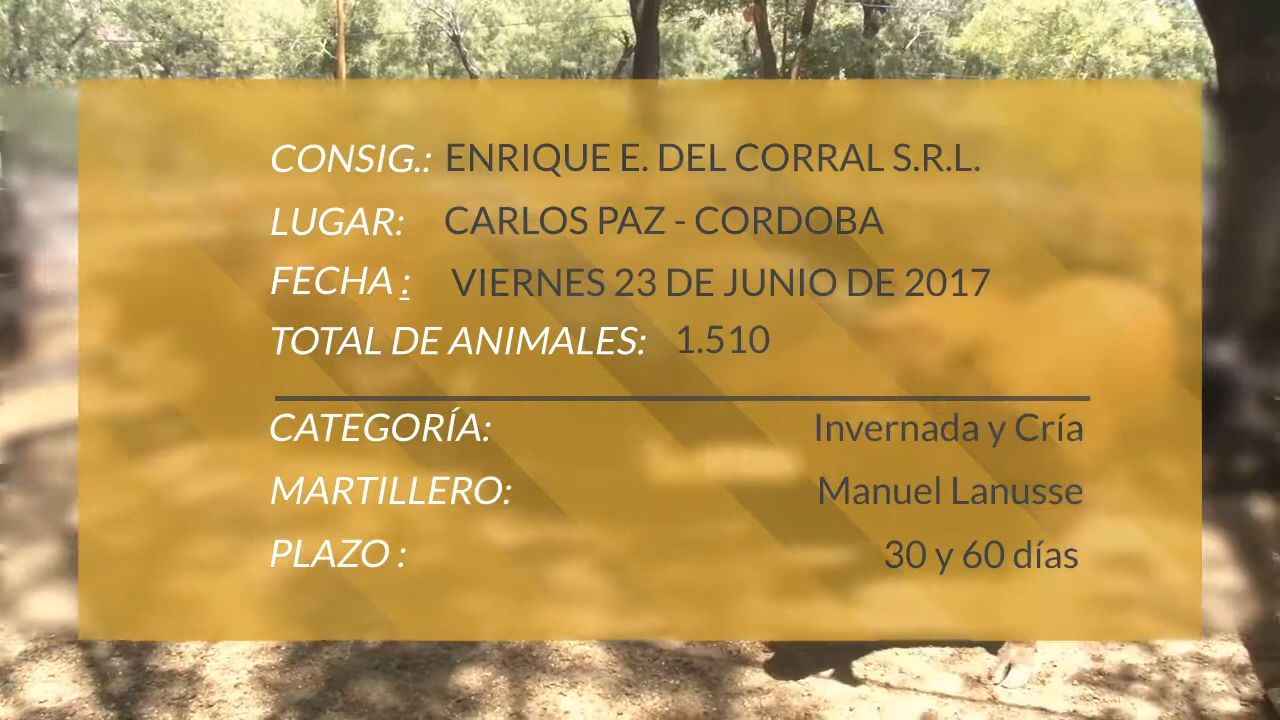 CONSIG.: ENRIQUE E. DEL CORRAL S.R.L.
LUGAR: CARLOS PAZ - CORDOBA
FECHA : VIERNES 23 DE JUNIO DE 2017
TOTAL DE ANIMALES: 1.510
CATEGORÍA: Invernada y Cría
MARTILLERO: Manuel Lanusse
PLAZO : 30 y 60 días